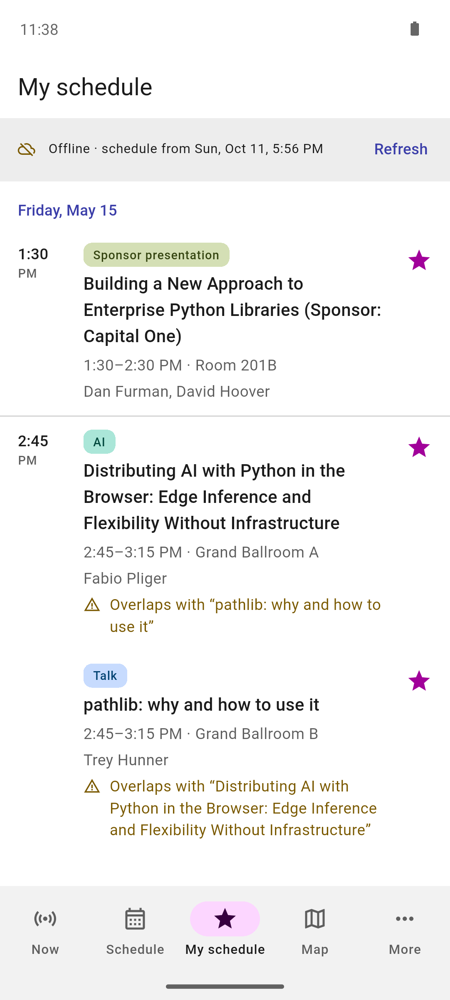 11:38
My schedule
Offline · schedule from Sun, Oct 11, 5:56 PM
Refresh
Friday, May 15
1:30
PM
Sponsor presentation
Building a New Approach to
Enterprise Python Libraries (Sponsor:
Capital One)
1:30–2:30 PM · Room 201B
Dan Furman, David Hoover
2:45
PM
AI
Distributing AI with Python in the
Browser: Edge Inference and
Flexibility Without Infrastructure
2:45–3:15 PM · Grand Ballroom A
Fabio Pliger
Overlaps with “pathlib: why and how to
use it”
Talk
pathlib: why and how to use it
2:45–3:15 PM · Grand Ballroom B
Trey Hunner
Overlaps with “Distributing AI with
Python in the Browser: Edge Inference
and Flexibility Without Infrastructure”
Now
Schedule
My schedule
Map
More